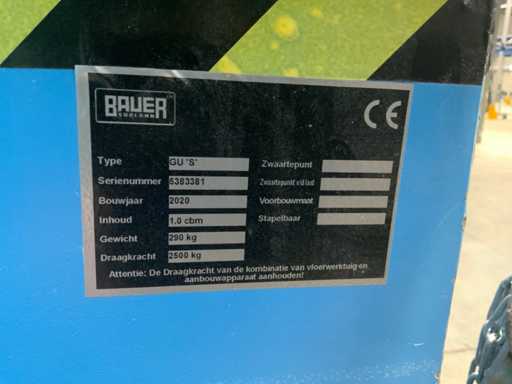 BAUER
SÜDLOHN
CE
Type GU "S" Zwaartepunt
Serienummer 5383381 Zwaartepunt v/d last
Bouwjaar 2020 Voorbouwmaat
Inhoud 1.0 cbm Stapelbaar
Gewicht 290 kg
Draagkracht 2500 kg
Attentie: De Draagkracht van de kombinatie van vloerwerktuig en
aanbouwapparaat aanhouden!